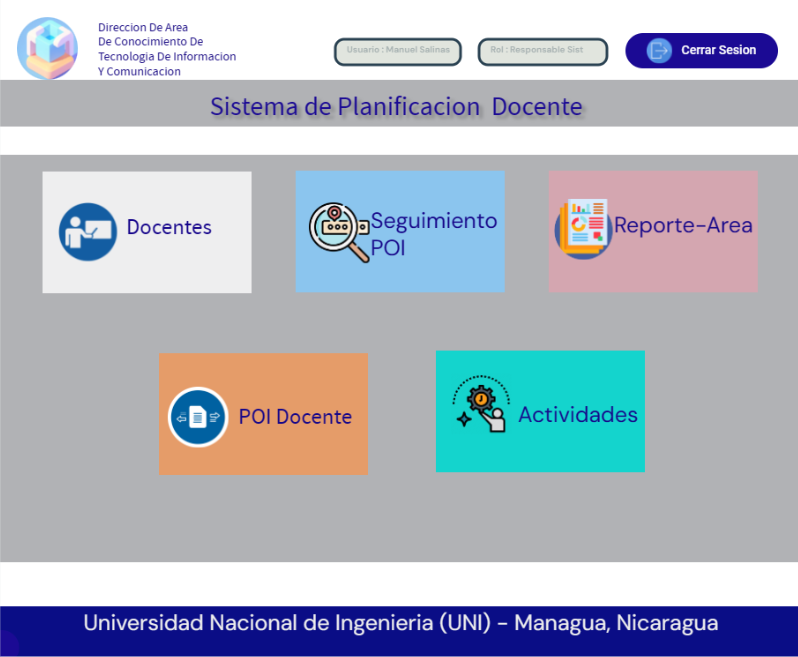 Direccion De Area
De Conocimiento De
Tecnologia De Informacion
Y Comunicacion
Usuario : Manuel Salinas
Rol : Responsable Sist
Cerrar Sesion
Sistema de Planificacion Docente
Docentes
Seguimiento
POI
Reporte-Area
POI Docente
Actividades
Universidad Nacional de Ingenieria (UNI) - Managua, Nicaragua